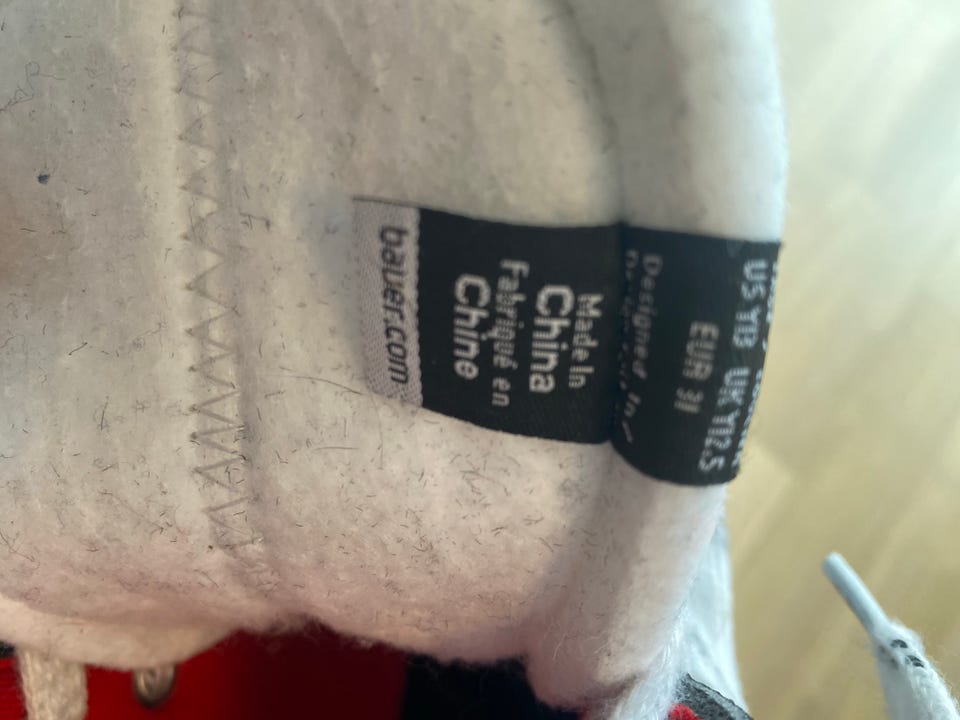 US Y13 UK Y12.5
EUR 31
Designed In
Made In
China
Fabriqué en
Chine
bauer.com